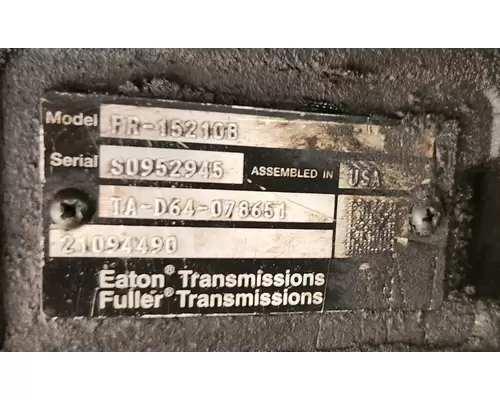 Model FR-15210B
Serial S0952945 ASSEMBLED IN USA
TA-D64-078651
21094490
Eaton® Transmissions
Fuller® Transmissions